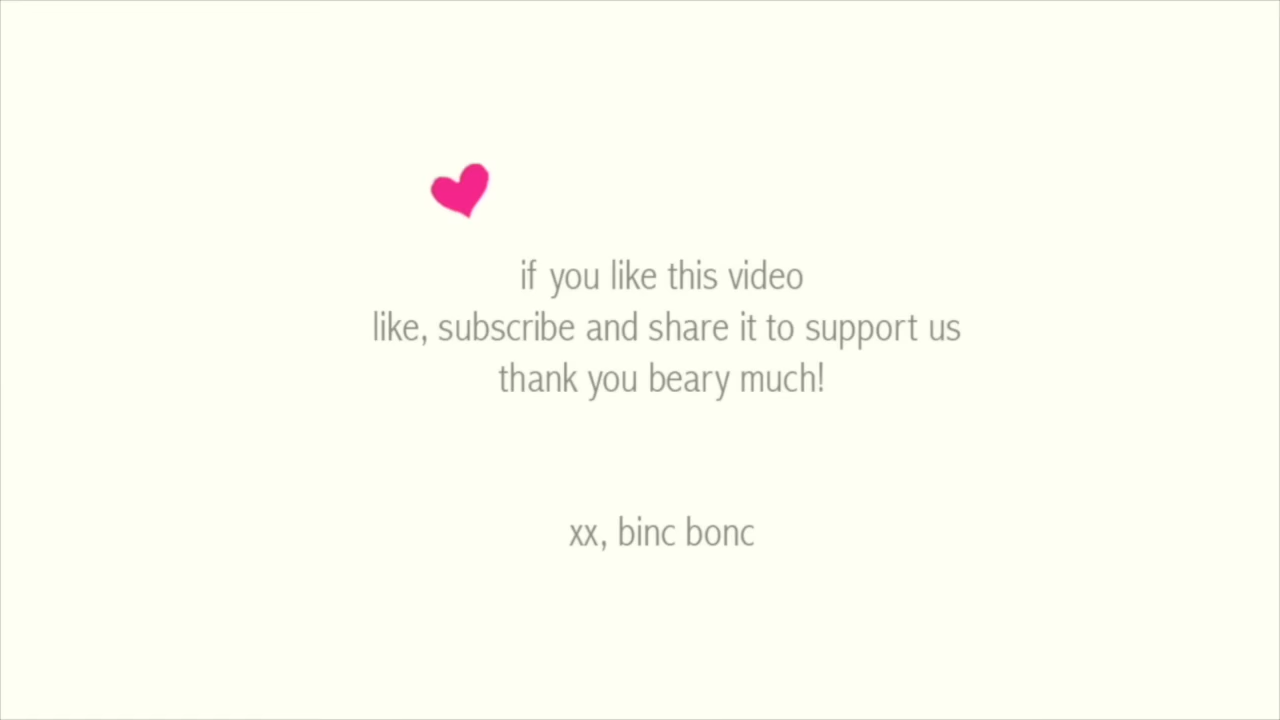 if you like this video
like, subscribe and share it to support us
thank you beary much!
xx, binc bonc